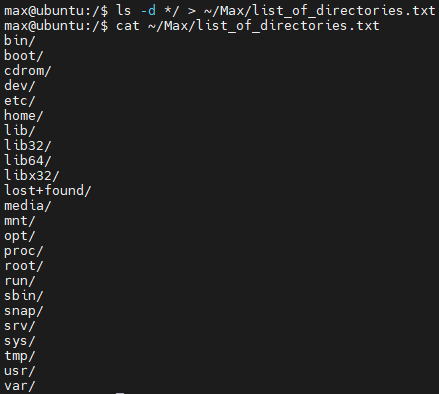 max@ubuntu:/$ ls -d */ > ~/Max/list_of_directories.txt
max@ubuntu:/$ cat ~/Max/list_of_directories.txt
bin/
boot/
cdrom/
dev/
etc/
home/
lib/
lib32/
lib64/
libx32/
lost+found/
media/
mnt/
opt/
proc/
root/
run/
sbin/
snap/
srv/
sys/
tmp/
usr/
var/